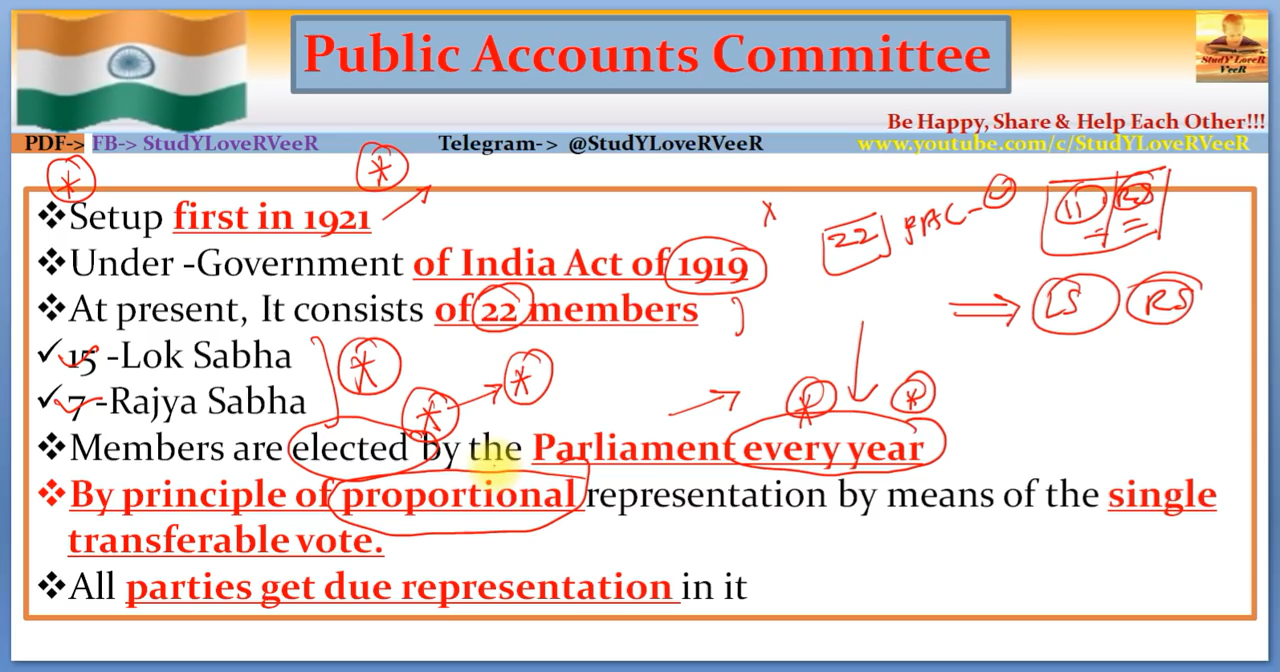 Public Accounts Committee
StudY LoveR
VeeR
Be Happy, Share & Help Each Other!!!
PDF-> FB-> StudYLoveRVeeR Telegram-> @StudYLoveRVeeR www.youtube.com/c/StudYLoveRVeeR
❖Setup first in 1921
22 PAC-
❖Under -Government of India Act of 1919
❖At present, It consists of 22 members
LS RS
✓15 -Lok Sabha
✓7 -Rajya Sabha
❖Members are elected by the Parliament every year
❖By principle of proportional representation by means of the single
transferable vote.
❖All parties get due representation in it